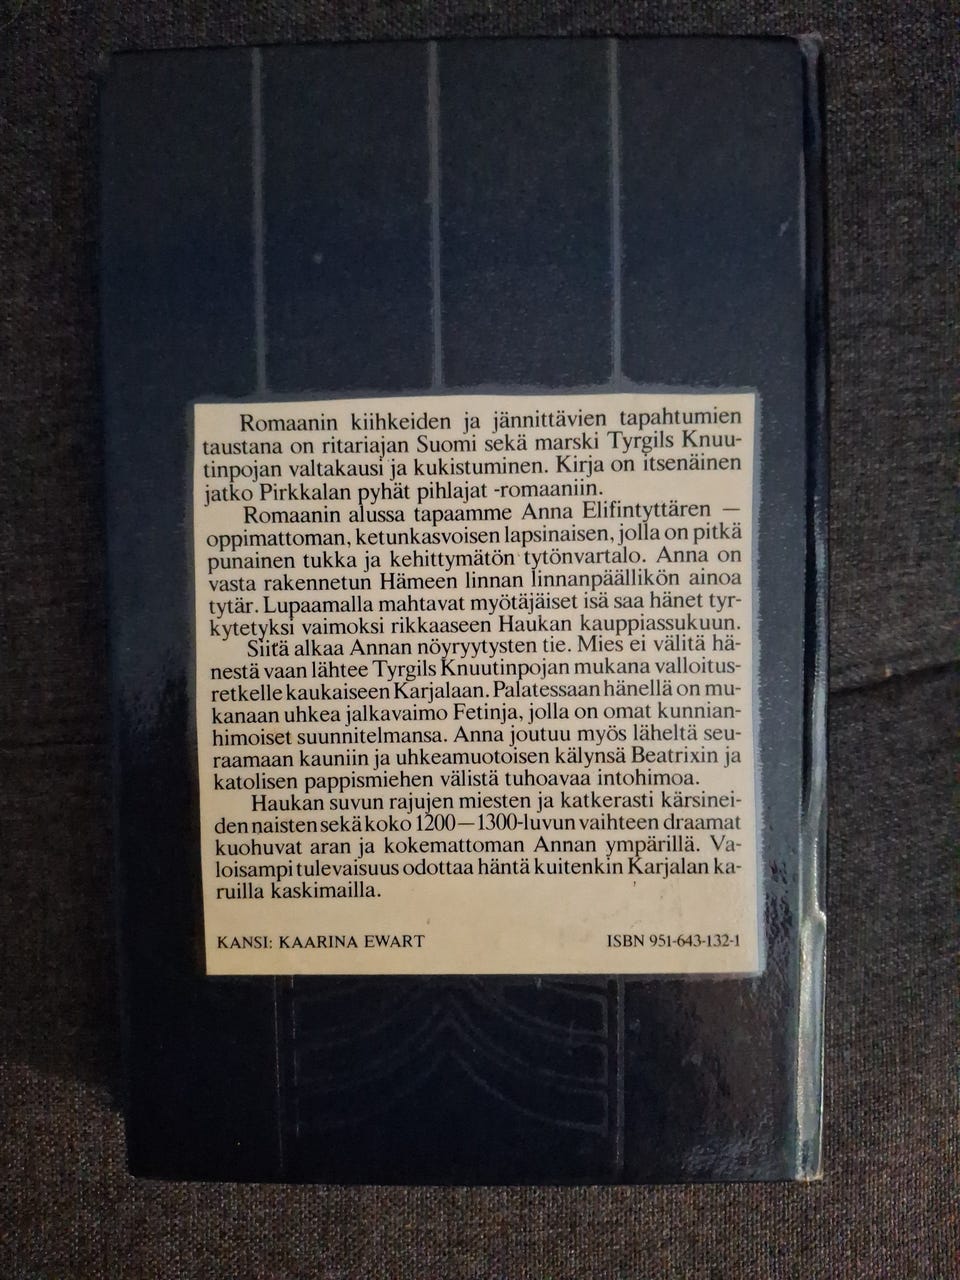 Romaanin kiihkeiden ja jännittävien tapahtumien
taustana on ritariajan Suomi sekä marski Tyrgils Knuu-
tinpojan valtakausi ja kukistuminen. Kirja on itsenäinen
jatko Pirkkalan pyhät pihlajat -romaaniin.
Romaanin alussa tapaamme Anna Elifintyttären —
oppimattoman, ketunkasvoisen lapsinaisen, jolla on pitkä
punainen tukka ja kehittymätön tytönvartalo. Anna on
vasta rakennetun Hämeen linnan linnanpäällikön ainoa
tytär. Lupaamalla mahtavat myötäjäiset isä saa hänet tyr-
kytetyksi vaimoksi rikkaaseen Haukan kauppiassukuun.
Siitä alkaa Annan nöyryytysten tie. Mies ei välitä hä-
nestä vaan lähtee Tyrgils Knuutinpojan mukana valloitus-
retkelle kaukaiseen Karjalaan. Palatessaan hänellä on mu-
kanaan uhkea jalkavaimo Fetinja, jolla on omat kunnian-
himoiset suunnitelmansa. Anna joutuu myös läheltä seu-
raamaan kauniin ja uhkeamuotoisen kälynsä Beatrixin ja
katolisen pappismiehen välistä tuhoavaa intohimoa.
Haukan suvun rajujen miesten ja katkerasti kärsinei-
den naisten sekä koko 1200—1300-luvun vaihteen draamat
kuohuvat aran ja kokemattoman Annan ympärillä. Va-
loisampi tulevaisuus odottaa häntä kuitenkin Karjalan ka-
ruilla kaskimailla.
KANSI: KAARINA EWART
ISBN 951-643-132-1